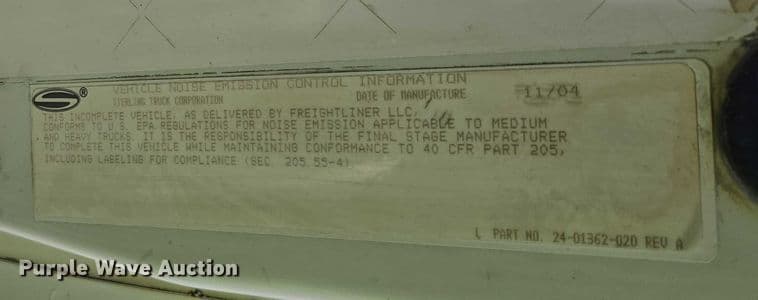 VEHICLE NOISE EMISSION CONTROL INFORMATION
STERLING TRUCK CORPORATION DATE OF MANUFACTURE 11/04
THIS INCOMPLETE VEHICLE, AS DELIVERED BY FREIGHTLINER LLC,
CONFORMS TO U.S. EPA REGULATIONS FOR NOISE EMISSION APPLICABLE TO MEDIUM
AND HEAVY TRUCKS. IT IS THE RESPONSIBILITY OF THE FINAL STAGE MANUFACTURER
TO COMPLETE THIS VEHICLE WHILE MAINTAINING CONFORMANCE TO 40 CFR PART 205,
INCLUDING LABELING FOR COMPLIANCE (SEC. 205.55-4)
L PART NO. 24-01362-020 REV A
Purple Wave Auction